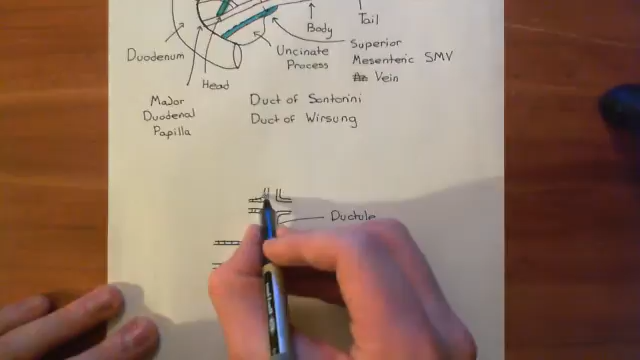 Tail
Body
Duodenum
Uncinate
Process
Superior
Mesenteric SMV
Vein
Head
Major
Duodenal
Papilla
Duct of Santorini
Duct of Wirsung
Ductule